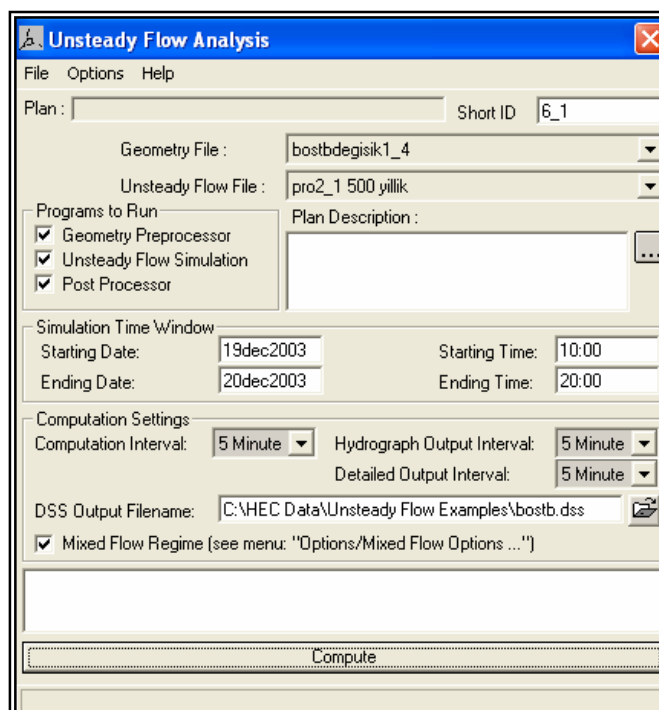 Unsteady Flow Analysis
File Options Help
Plan : Short ID 6_1
Geometry File : bostbdegisik1_4
Unsteady Flow File : pro2_1 500 yillik
Programs to Run Plan Description :
Geometry Preprocessor
Unsteady Flow Simulation
...
Post Processor
Simulation Time Window
Starting Date: 19dec2003 Starting Time: 10:00
Ending Date: 20dec2003 Ending Time: 20:00
Computation Settings
Computation Interval: 5 Minute Hydrograph Output Interval: 5 Minute
Detailed Output Interval: 5 Minute
DSS Output Filename: C:\HEC Data\Unsteady Flow Examples\bostb.dss
Mixed Flow Regime (see menu: "Options/Mixed Flow Options ...")
Compute